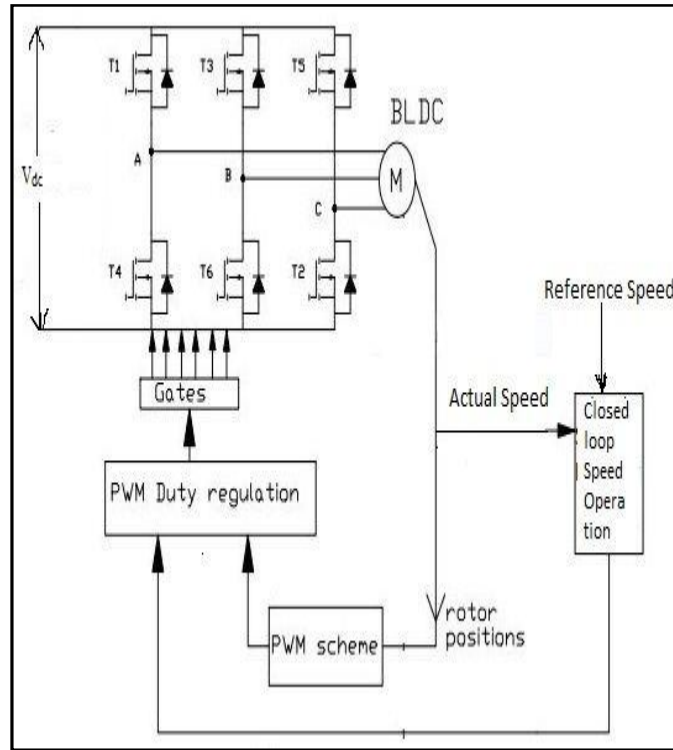 T1
T3
T5
BLDC
A
M
Vdc
B
C
T4
T6
T2
Reference Speed
Gates
Actual Speed
Closed
loop
Speed
Opera
tion
PWM Duty regulation
rotor
positions
PWM scheme